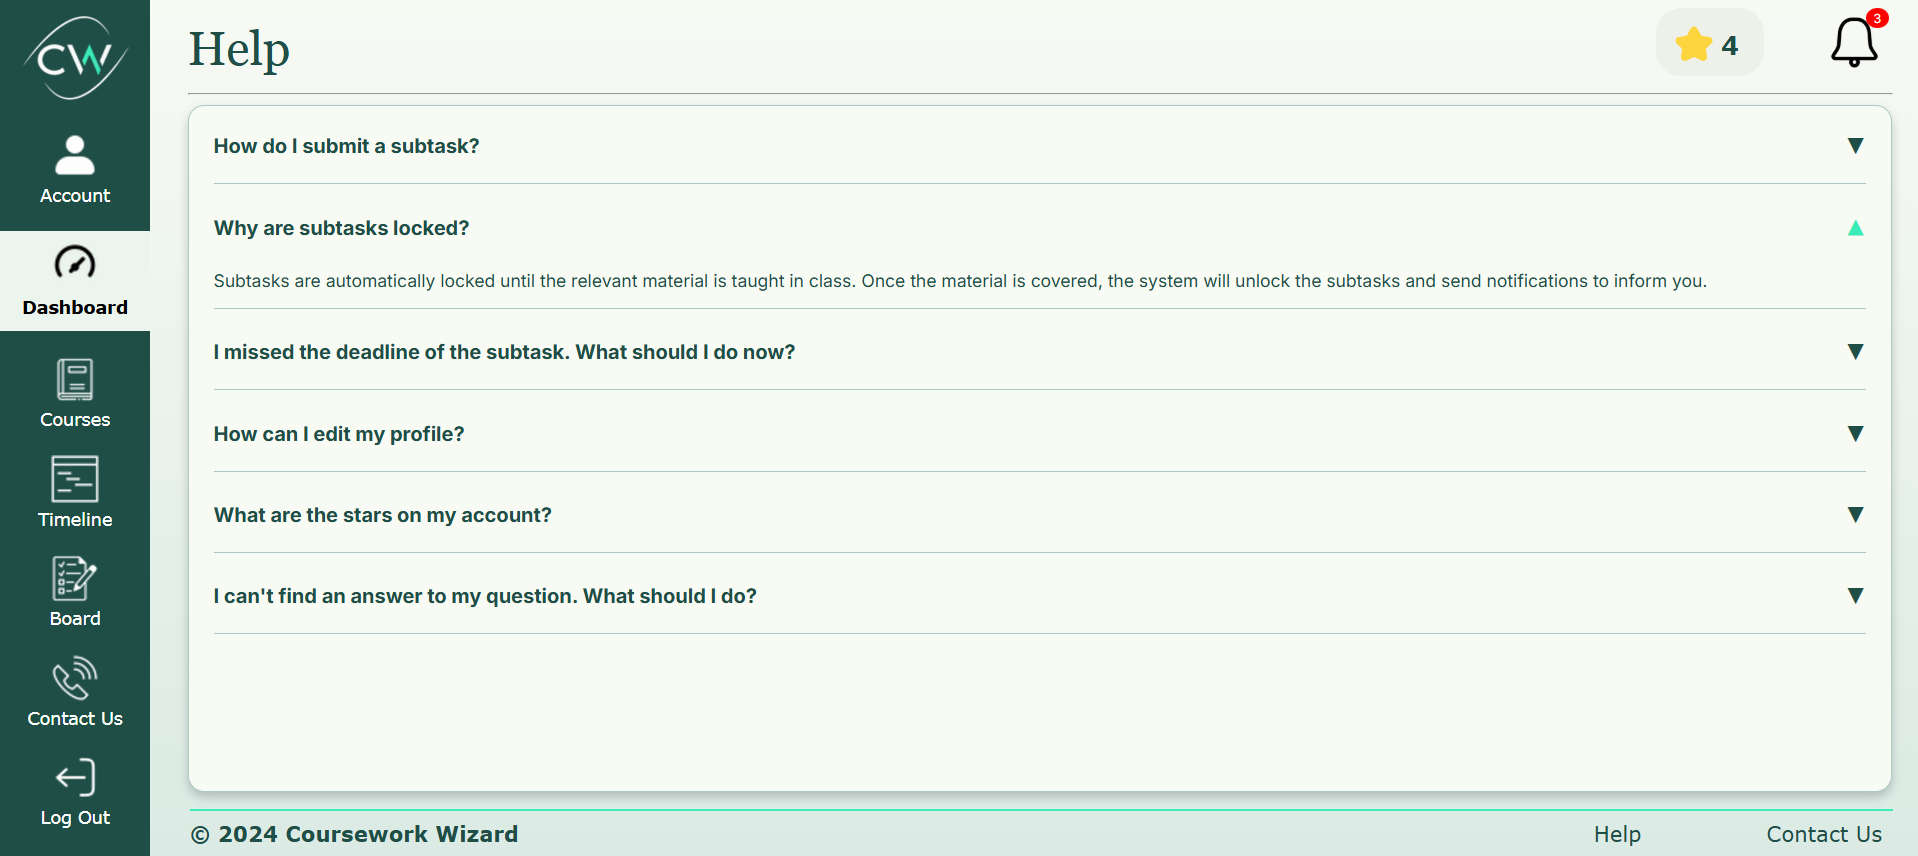 CW
Account
Dashboard
Courses
Timeline
Board
Contact Us
Log Out
Help
4
3
How do I submit a subtask?
▼
Why are subtasks locked?
▲
Subtasks are automatically locked until the relevant material is taught in class. Once the material is covered, the system will unlock the subtasks and send notifications to inform you.
I missed the deadline of the subtask. What should I do now?
▼
How can I edit my profile?
▼
What are the stars on my account?
▼
I can't find an answer to my question. What should I do?
▼
© 2024 Coursework Wizard
Help
Contact Us